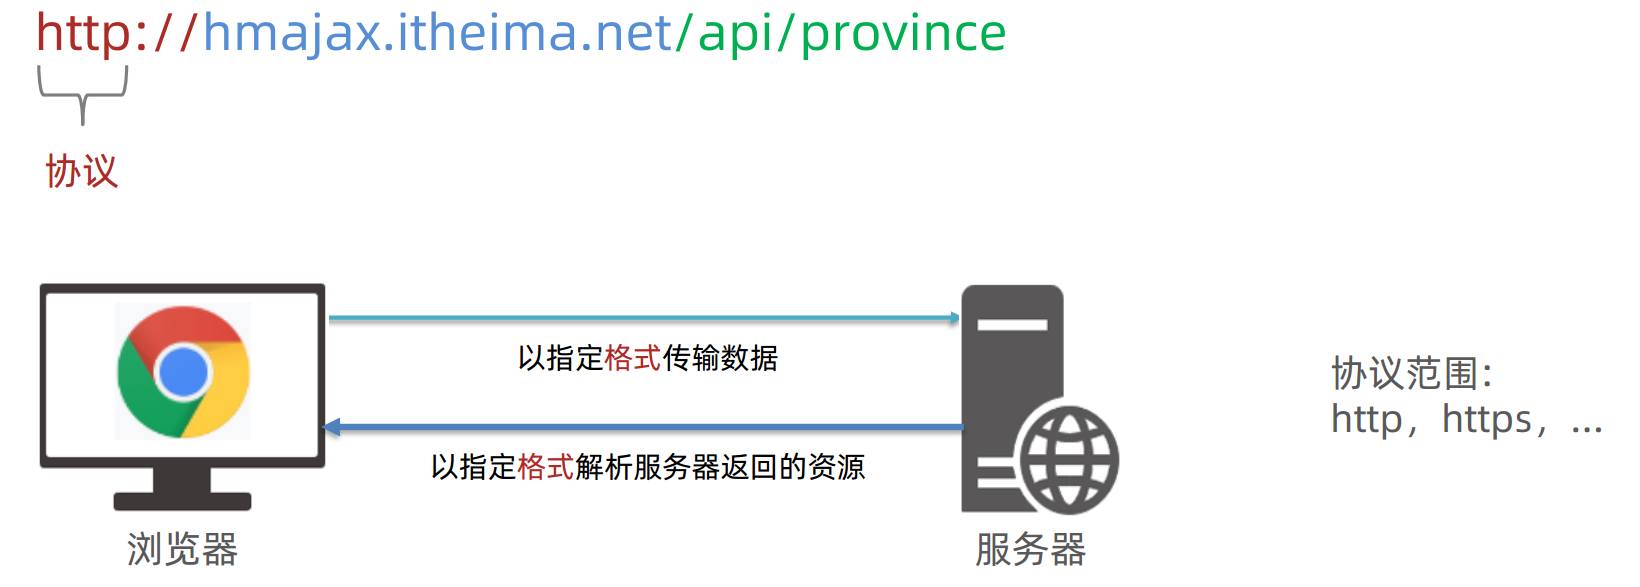 http://hmajax.itheima.net/api/province
协议
以指定格式传输数据
以指定格式解析服务器返回的资源
浏览器
服务器
协议范围：
http，https，...